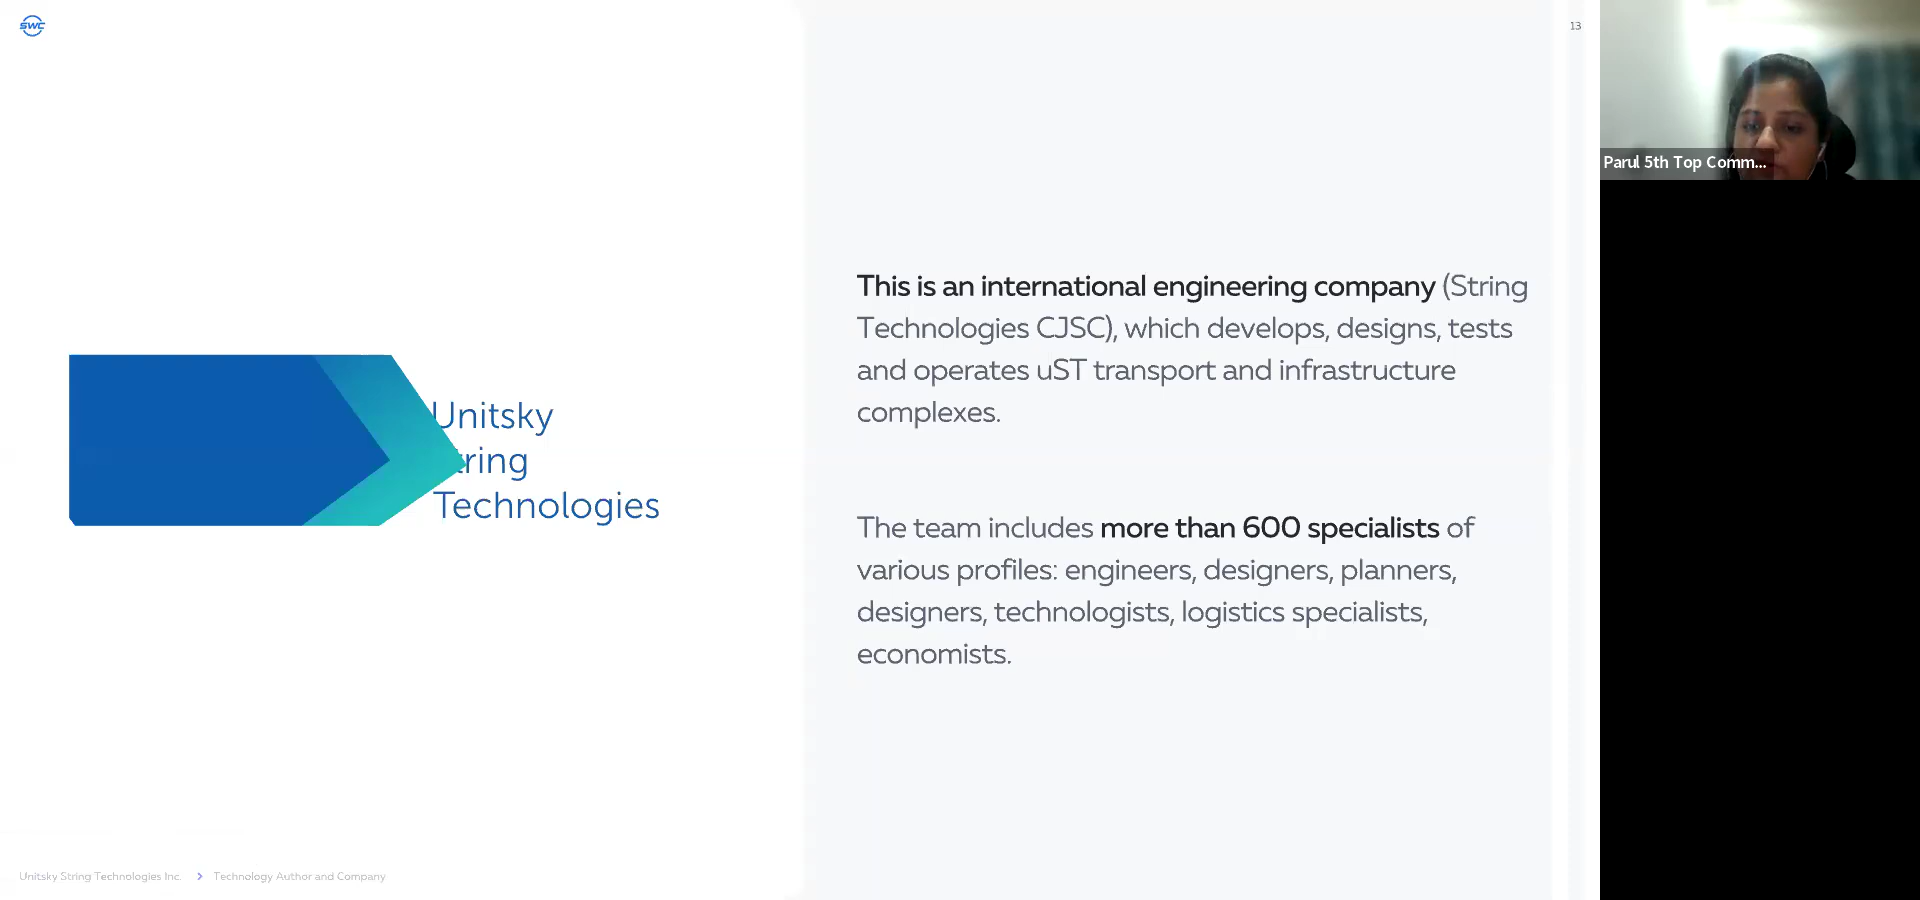 SWC
13
Unitsky
String
Technologies
This is an international engineering company (String
Technologies CJSC), which develops, designs, tests
and operates uST transport and infrastructure
complexes.
The team includes more than 600 specialists of
various profiles: engineers, designers, planners,
designers, technologists, logistics specialists,
economists.
Unitsky String Technologies Inc. > Technology Author and Company
Parul 5th Top Comm...